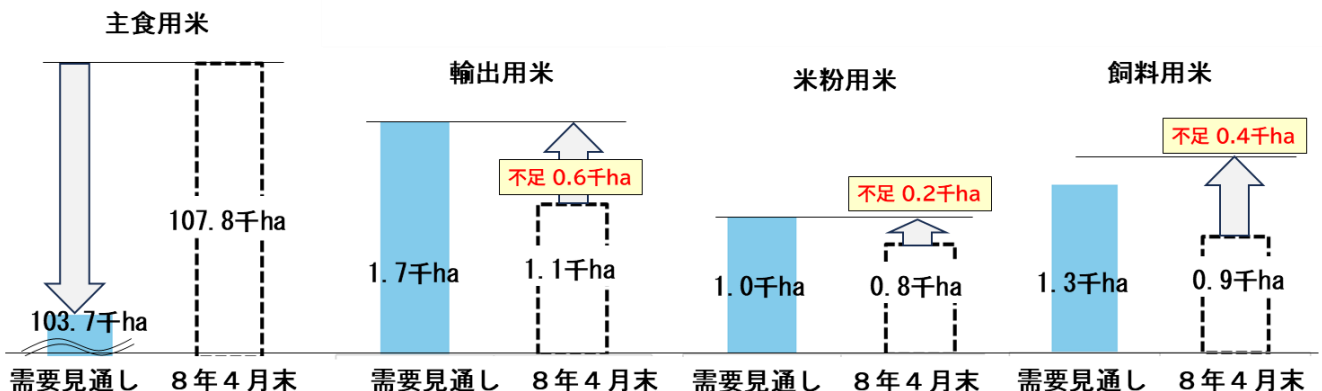 主食用米
107.8千ha
103.7千ha
需要見通し
８年４月末
輸出用米
不足 0.6千ha
1.7千ha
1.1千ha
需要見通し
８年４月末
米粉用米
不足 0.2千ha
1.0千ha
0.8千ha
需要見通し
８年４月末
飼料用米
不足 0.4千ha
1.3千ha
0.9千ha
需要見通し
８年４月末